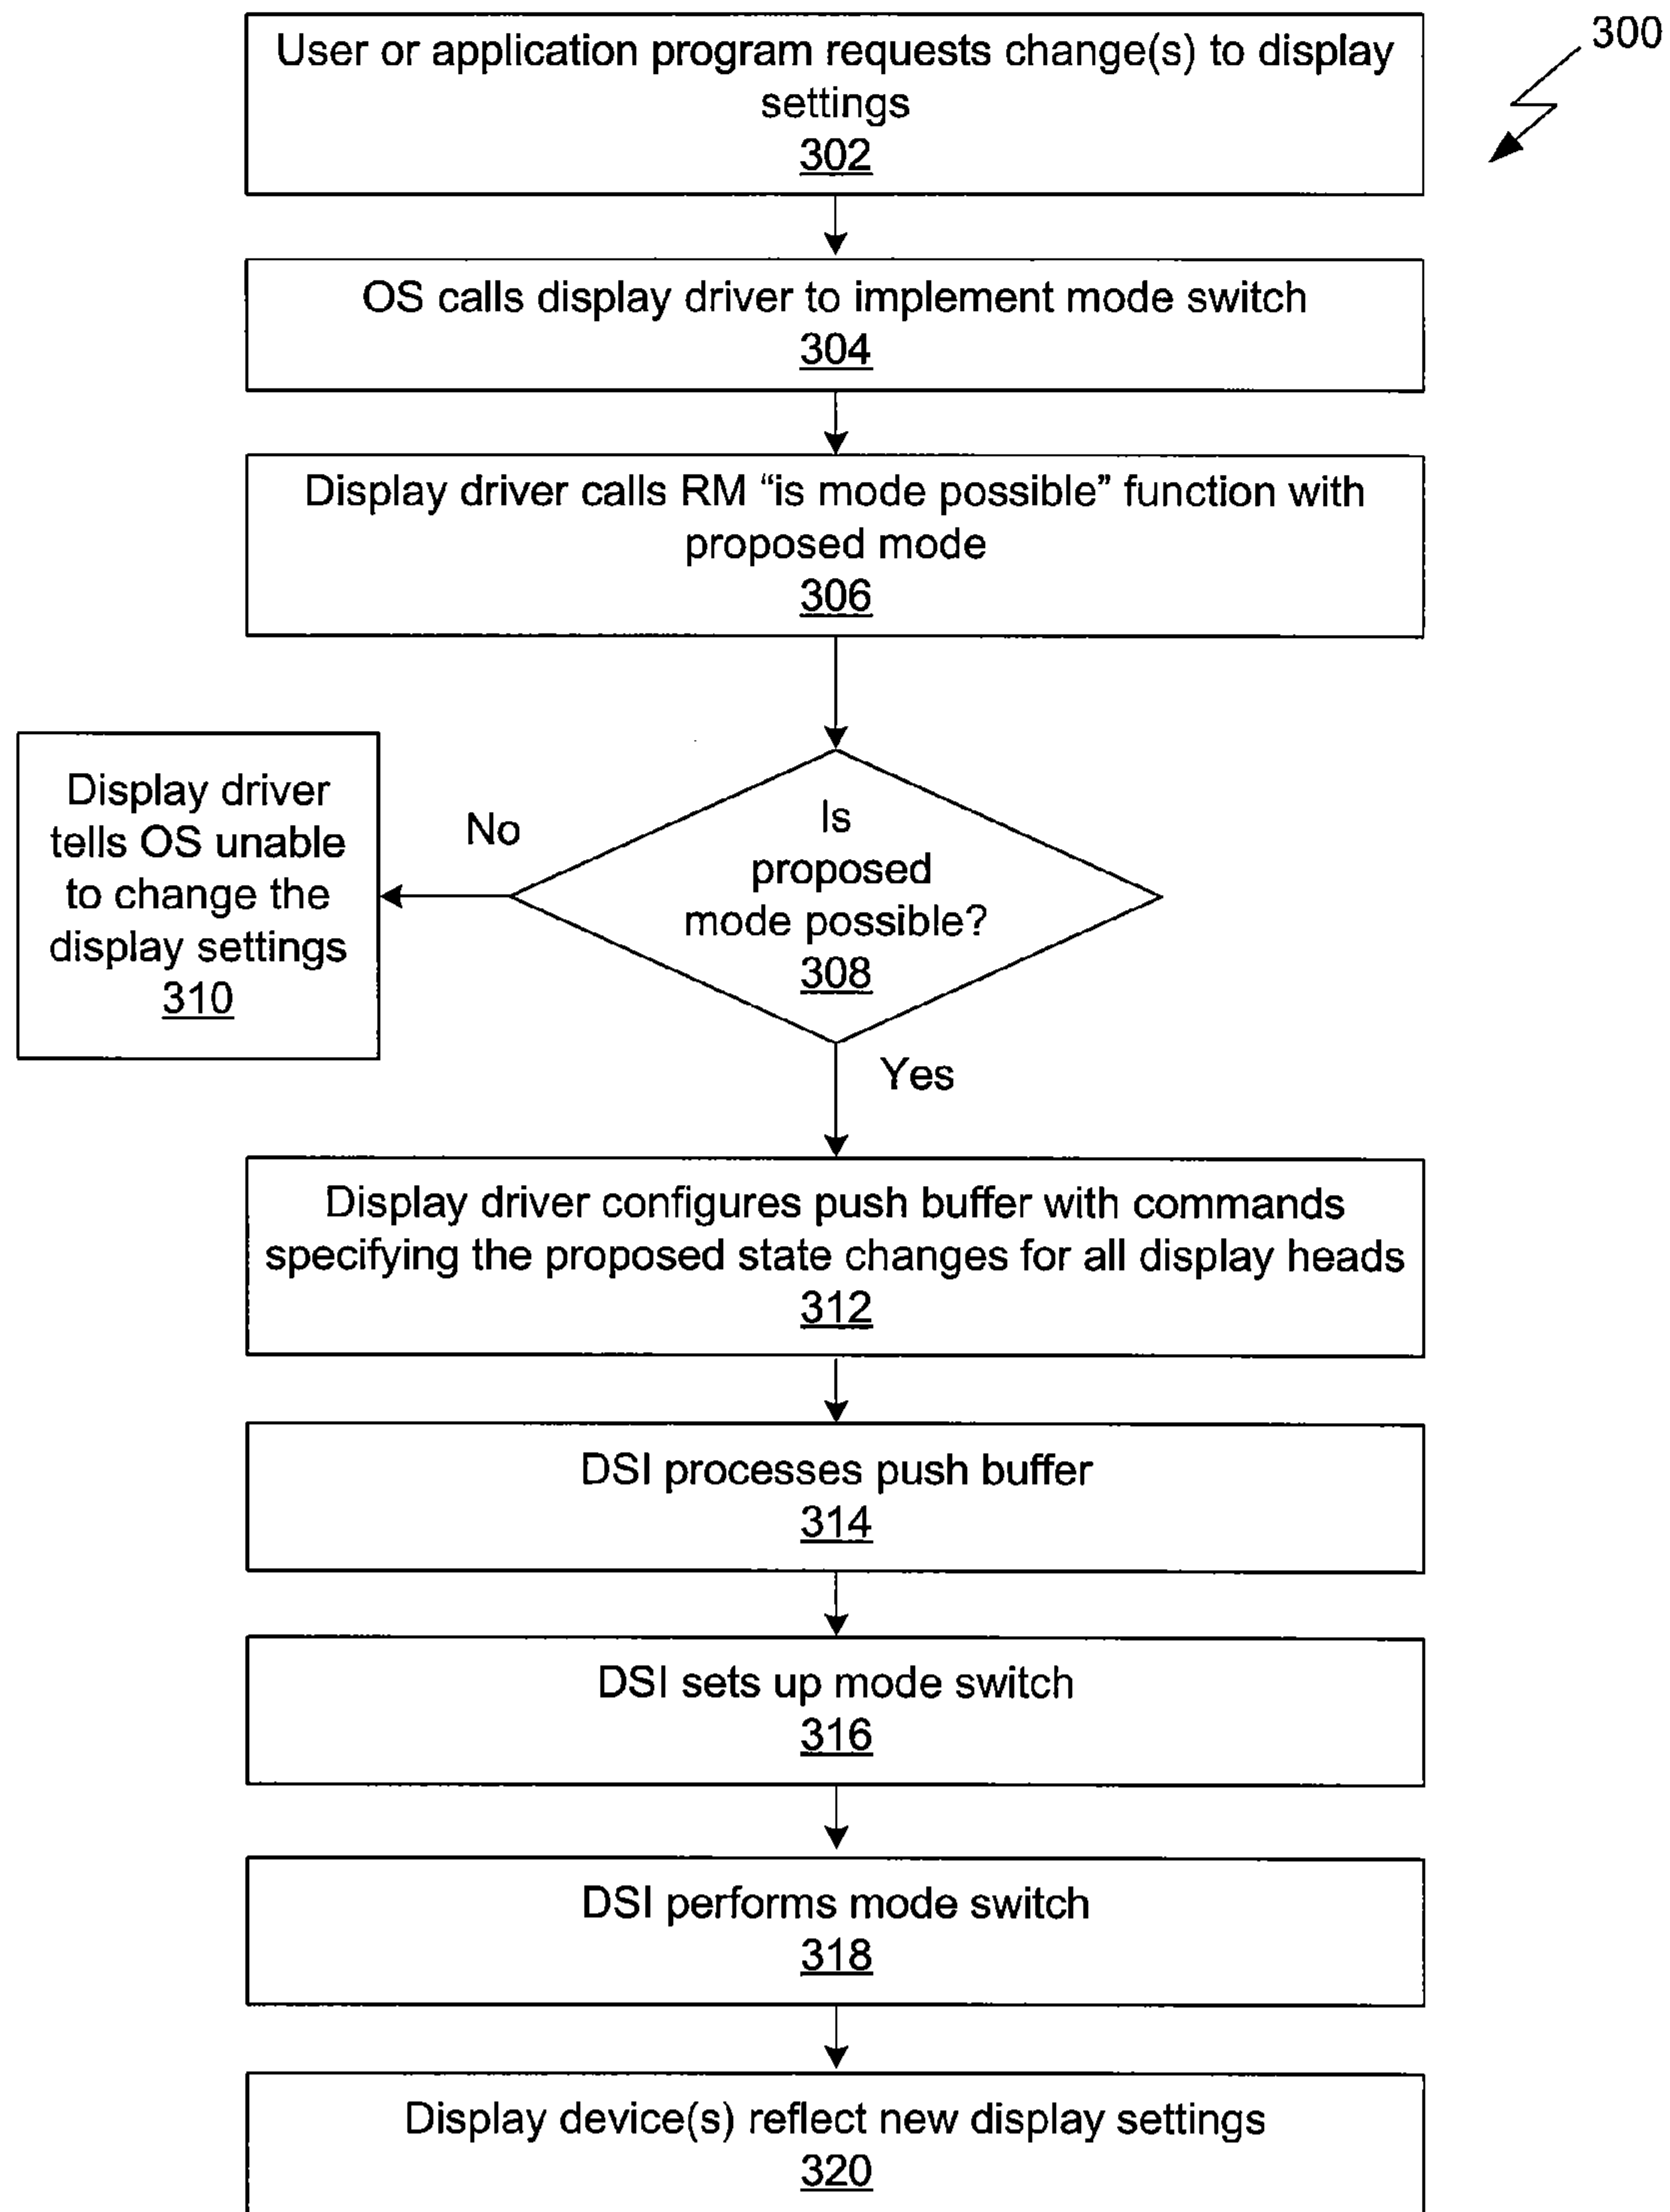 300
User or application program requests change(s) to display
settings
302
OS calls display driver to implement mode switch
304
Display driver calls RM “is mode possible” function with
proposed mode
306
Is
proposed
mode possible?
308
No
Display driver
tells OS unable
to change the
display settings
310
Yes
Display driver configures push buffer with commands
specifying the proposed state changes for all display heads
312
DSI processes push buffer
314
DSI sets up mode switch
316
DSI performs mode switch
318
Display device(s) reflect new display settings
320